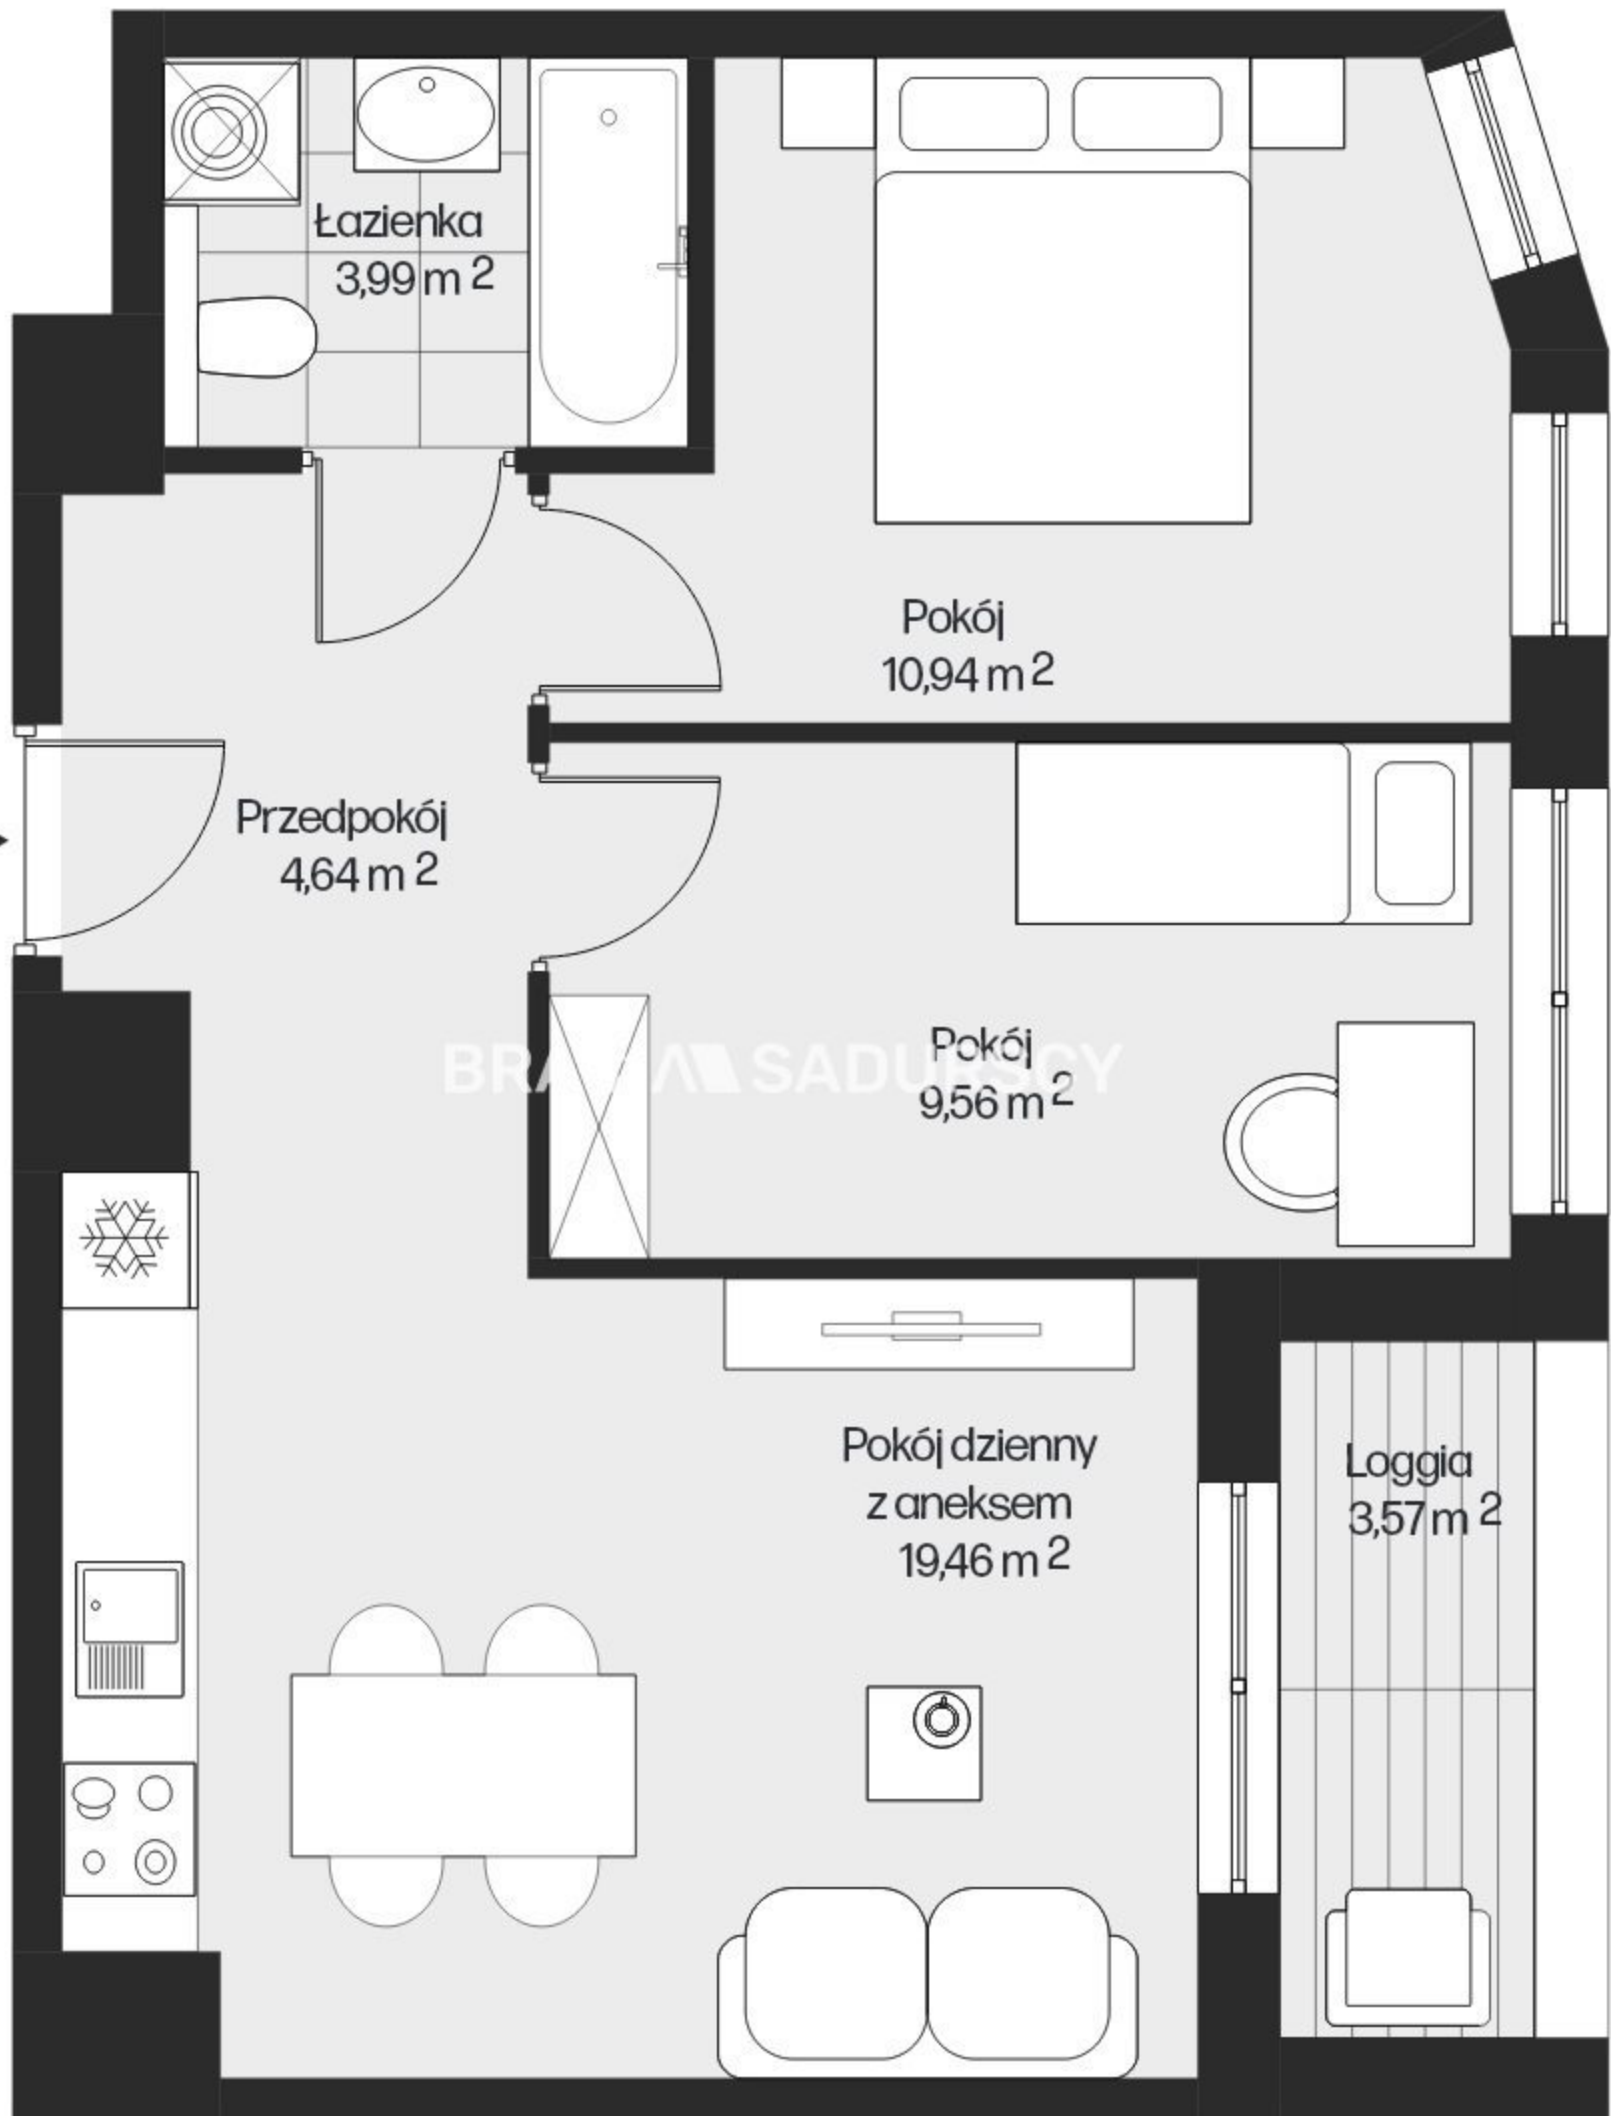 Łazienka
3,99 m 2
Pokój
10,94 m 2
Przedpokój
4,64 m 2
Pokój
9,56 m 2
SADURSCY
Pokój dzienny
z aneksem
19,46 m 2
Loggia
3,57 m 2